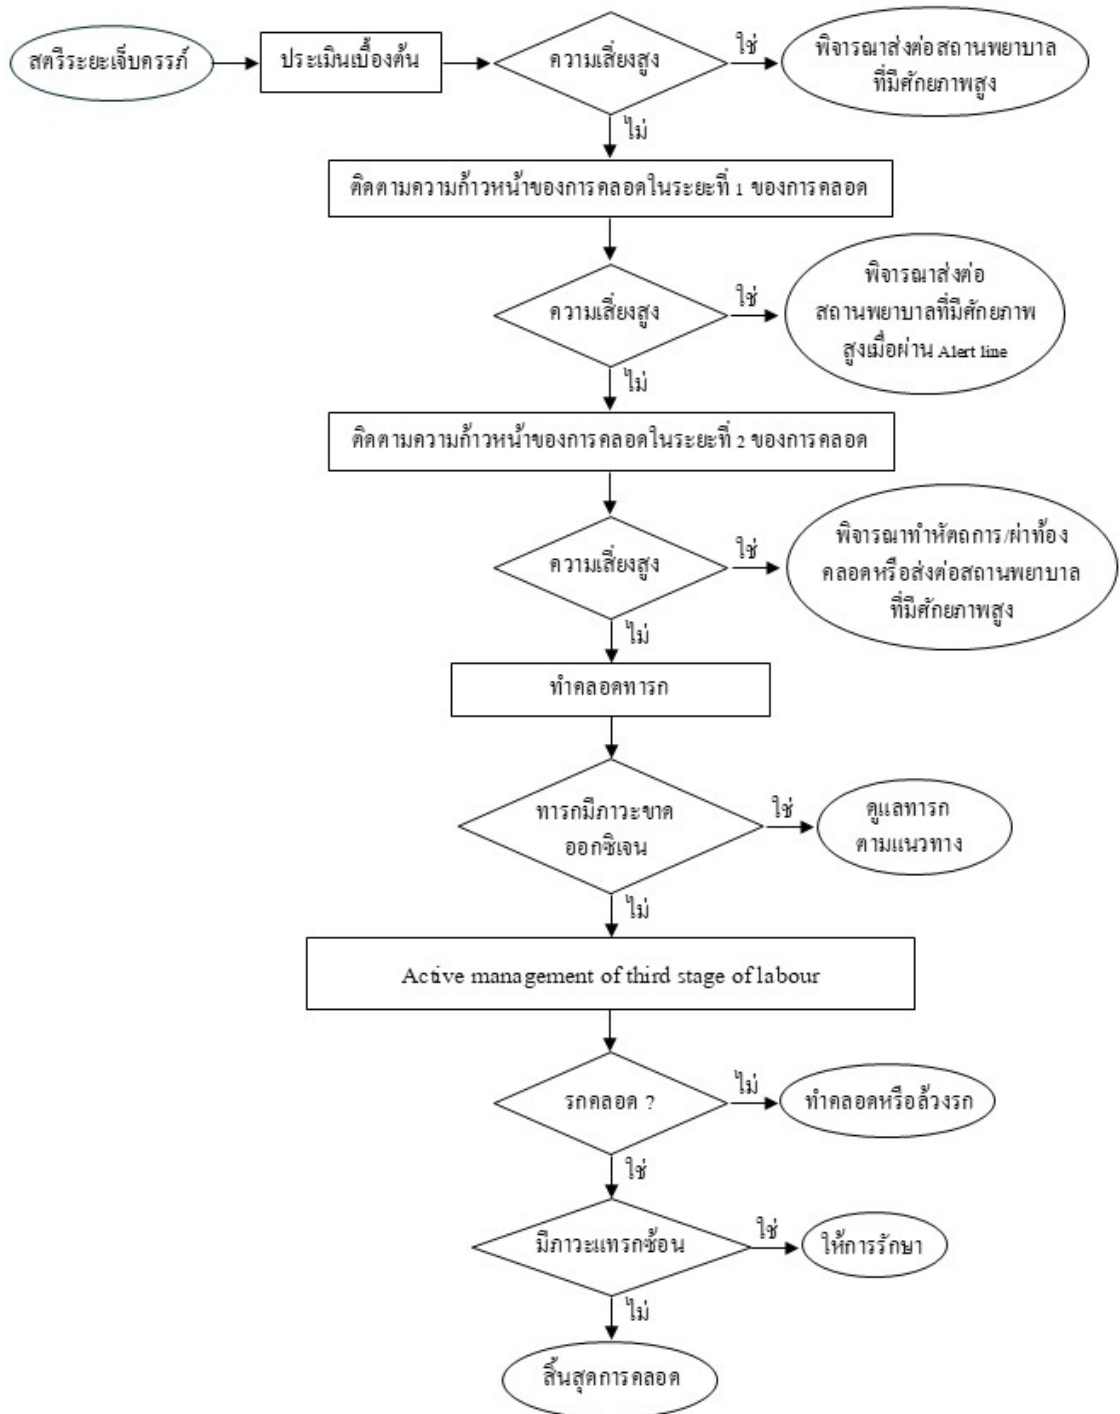 สตรีระยะเจ็บครรภ์
ประเมินเบื้องต้น
ความเสี่ยงสูง
ใช่
พิจารณาส่งต่อสถานพยาบาล
ที่มีศักยภาพสูง
ไม่
ติดตามความก้าวหน้าของการคลอดในระยะที่ 1 ของการคลอด
ความเสี่ยงสูง
ใช่
พิจารณาส่งต่อ
สถานพยาบาลที่มีศักยภาพ
สูงเมื่อผ่าน Alert line
ไม่
ติดตามความก้าวหน้าของการคลอดในระยะที่ 2 ของการคลอด
ความเสี่ยงสูง
ใช่
พิจารณาทำหัตถการ/ผ่าท้อง
คลอดหรือส่งต่อสถานพยาบาล
ที่มีศักยภาพสูง
ไม่
ทำคลอดทารก
ทารกมีภาวะขาด
ออกซิเจน
ใช่
ดูแลทารก
ตามแนวทาง
ไม่
Active management of third stage of labour
รกคลอด ?
ไม่
ทำคลอดหรือล้วงรก
ใช่
มีภาวะแทรกซ้อน
ใช่
ให้การรักษา
ไม่
สิ้นสุดการคลอด